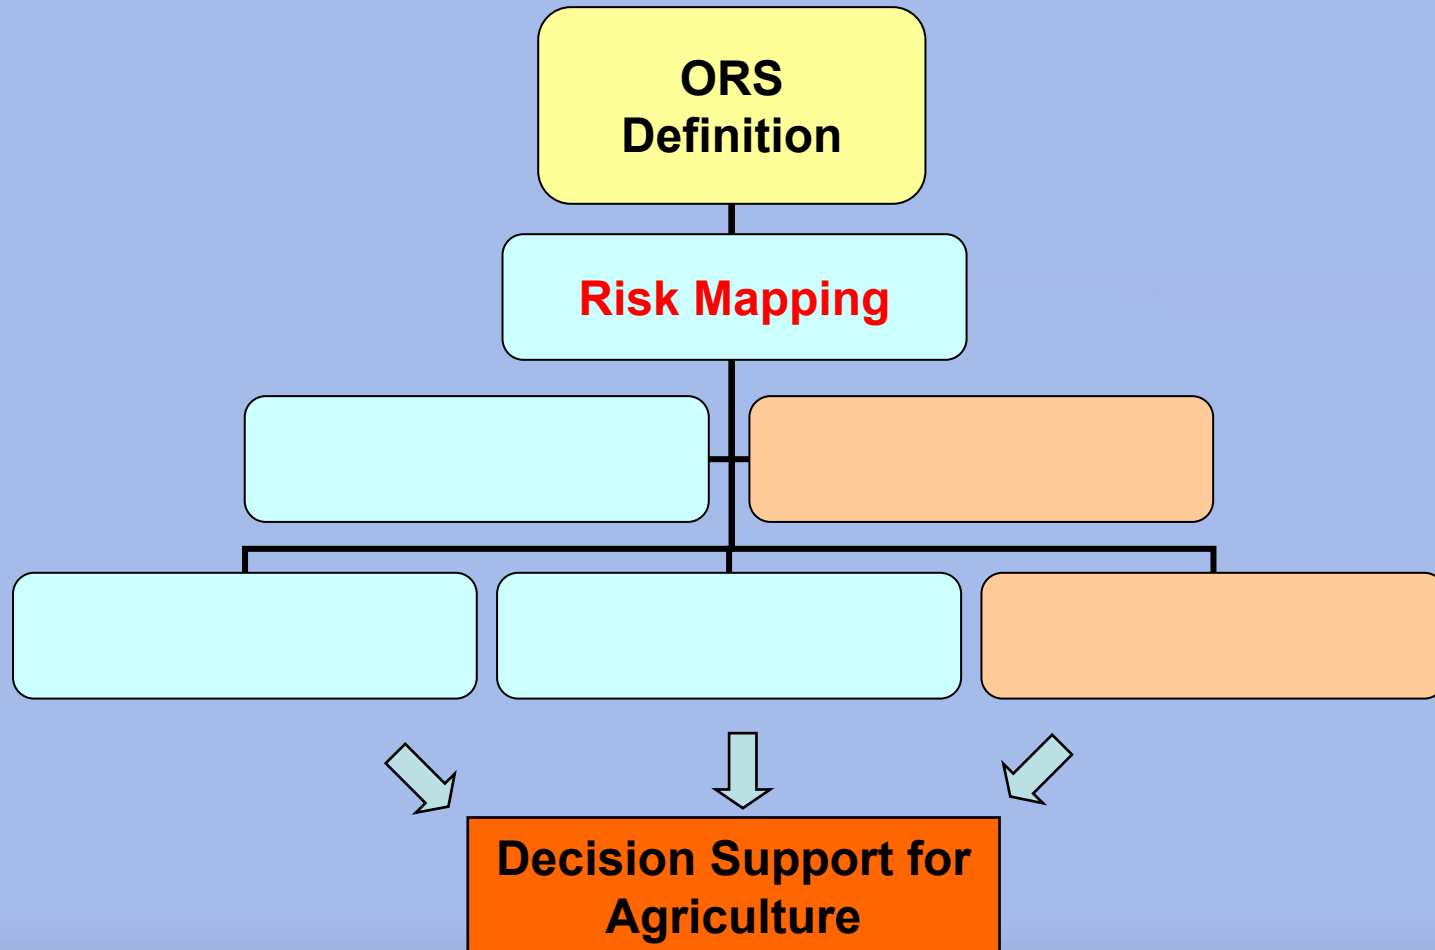 ORS
Definition
Risk Mapping
Decision Support for
Agriculture